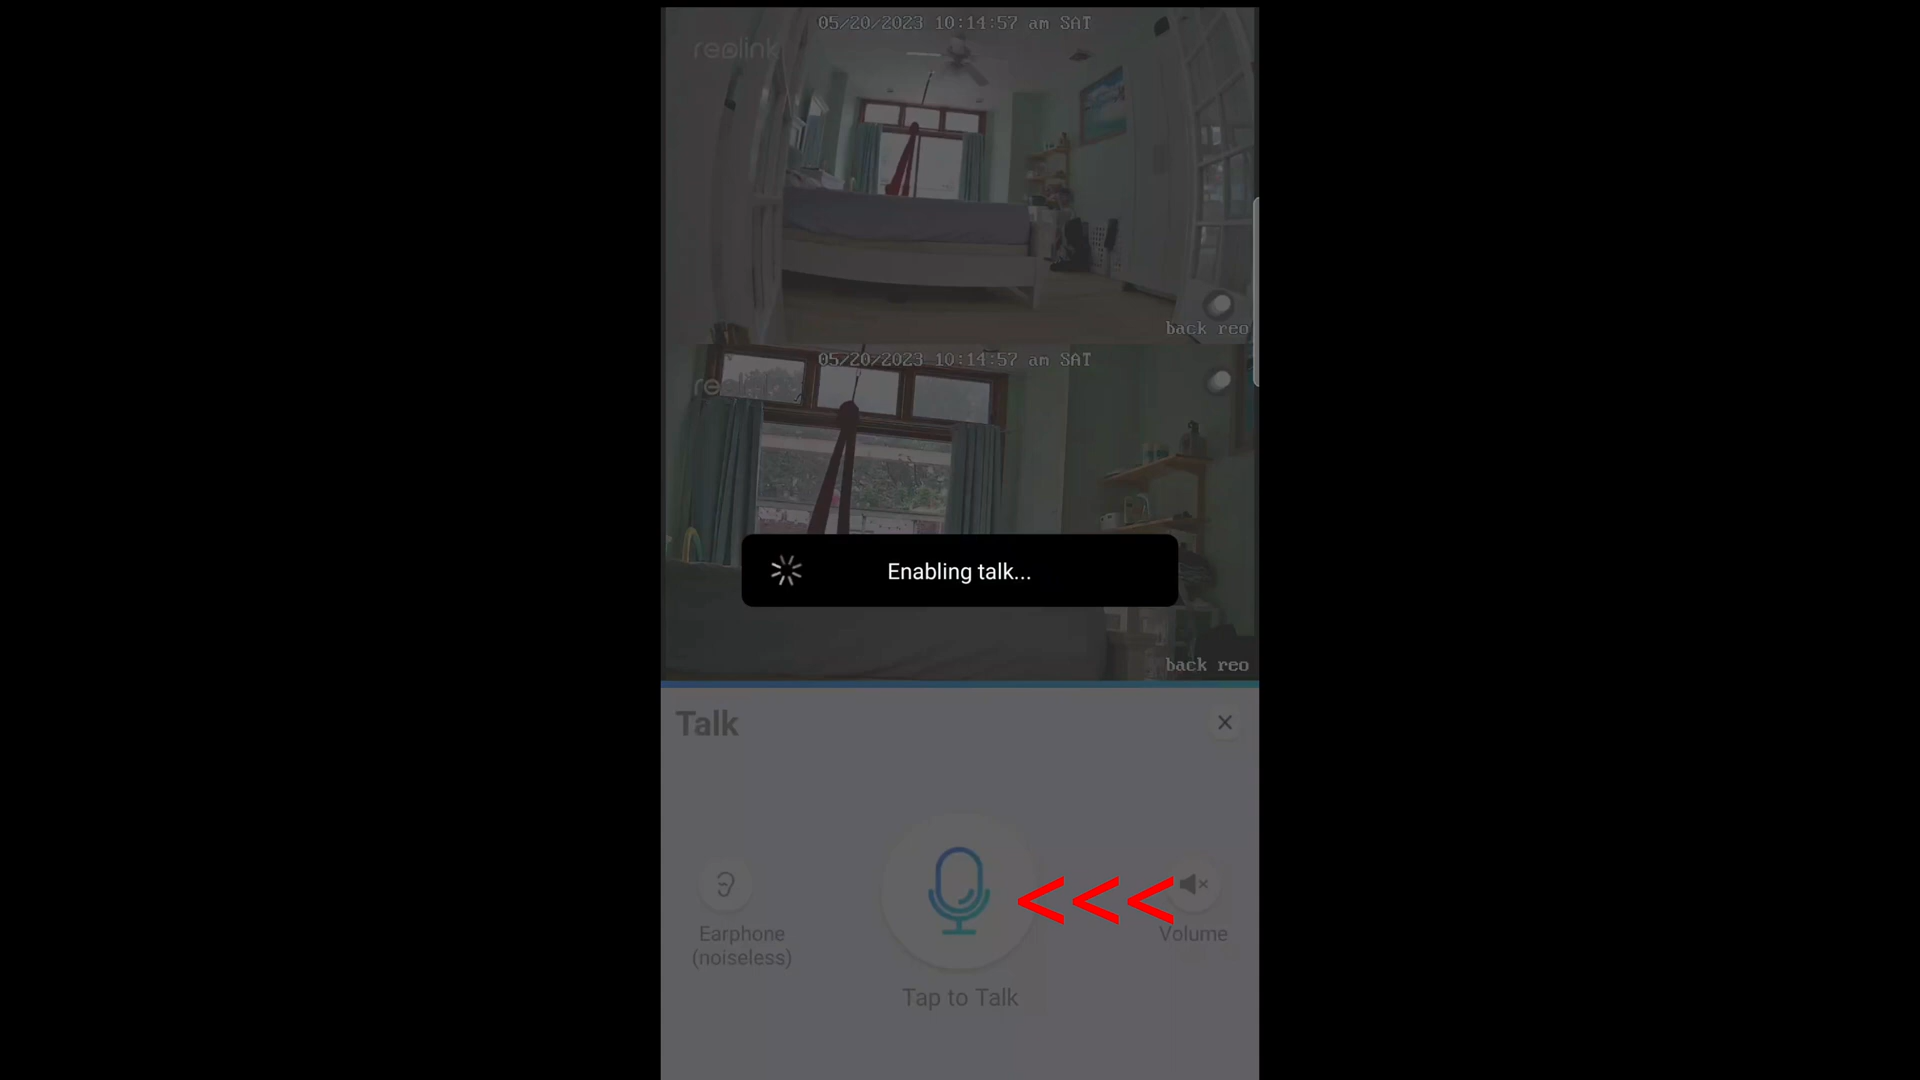 05/20/2023 10:14:57 am SAT
reolink
back reo
05/20/2023 10:14:57 am SAT
re
Enabling talk...
back reo
Talk
<<<
Earphone
(noiseless)
Volume
Tap to Talk